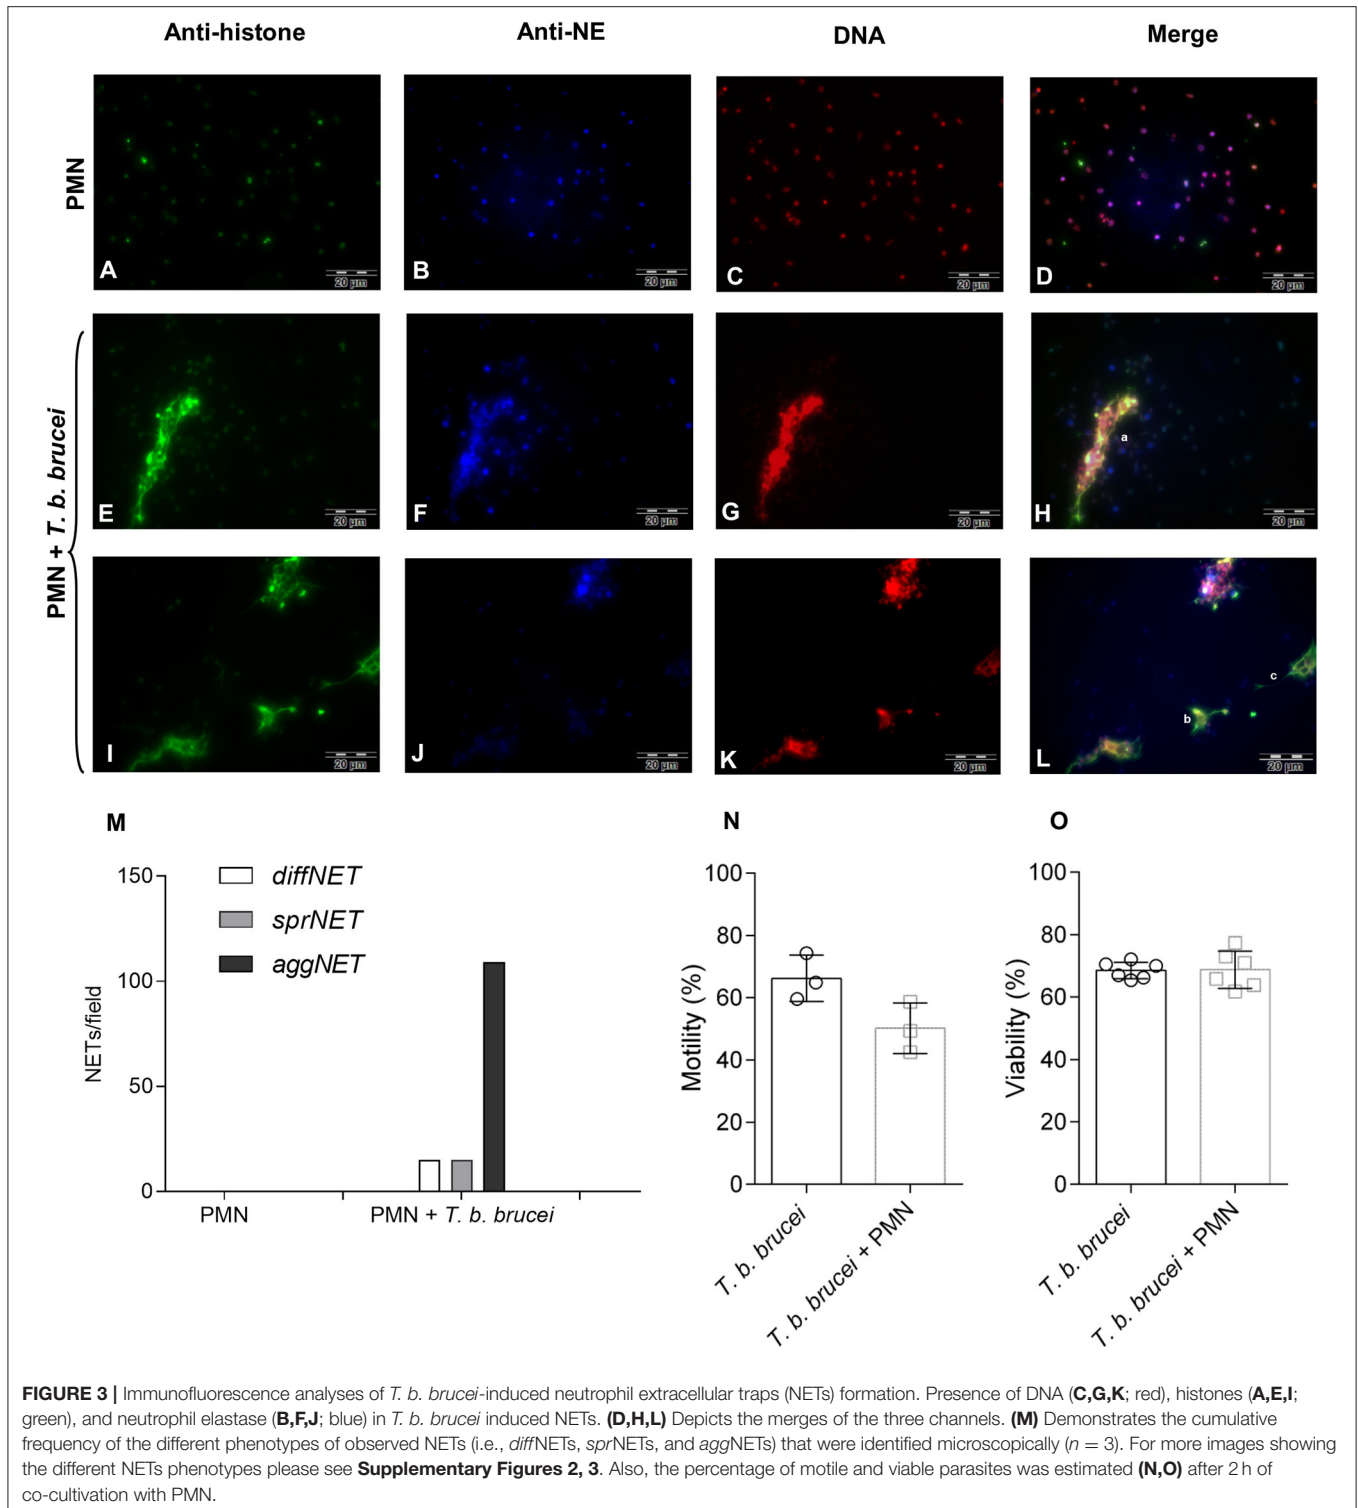 Anti-histone Anti-NE DNA Merge
PMN
A 20 µm B 20 µm C 20 µm D 20 µm
PMN + T. b. brucei
E 20 µm F 20 µm G 20 µm H 20 µm a
I 20 µm J 20 µm K 20 µm L 20 µm b c
M
NETs/field
150
100
50
0
diffNET
sprNET
aggNET
PMN
PMN + T. b. brucei
N
Motility (%)
100
80
60
40
20
0
T. b. brucei
T. b. brucei + PMN
O
Viability (%)
100
80
60
40
20
0
T. b. brucei
T. b. brucei + PMN
FIGURE 3 | Immunofluorescence analyses of T. b. brucei-induced neutrophil extracellular traps (NETs) formation. Presence of DNA (C,G,K; red), histones (A,E,I;
green), and neutrophil elastase (B,F,J; blue) in T. b. brucei induced NETs. (D,H,L) Depicts the merges of the three channels. (M) Demonstrates the cumulative
frequency of the different phenotypes of observed NETs (i.e., diffNETs, sprNETs, and aggNETs) that were identified microscopically (n = 3). For more images showing
the different NETs phenotypes please see Supplementary Figures 2, 3. Also, the percentage of motile and viable parasites was estimated (N,O) after 2 h of
co-cultivation with PMN.